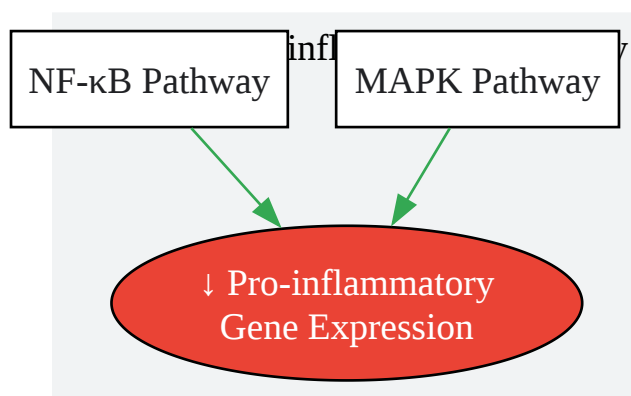 NF-κB Pathway
MAPK Pathway
↓ Pro-inflammatory
Gene Expression